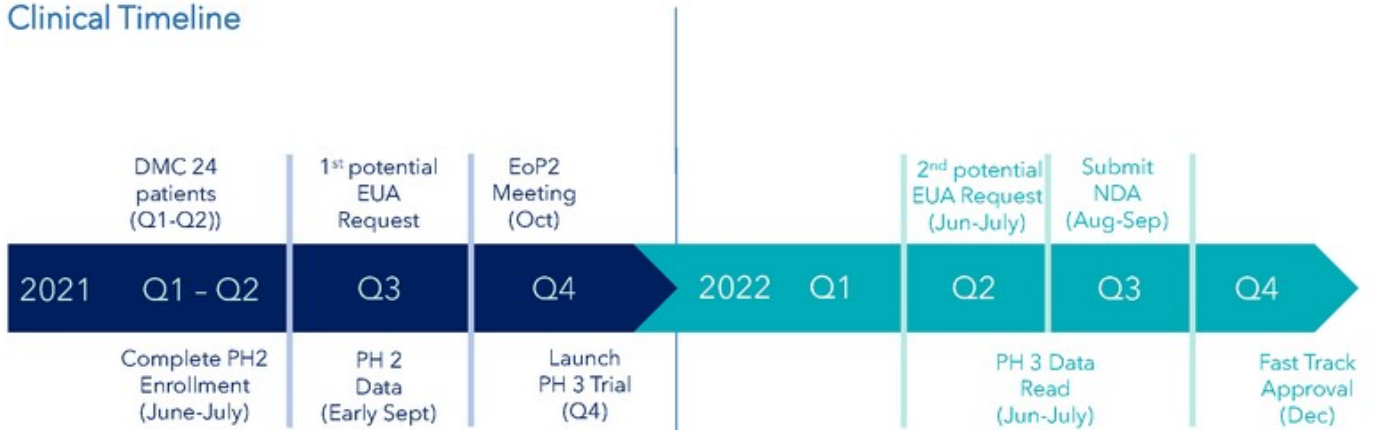 Clinical Timeline
DMC 24
patients
(Q1-Q2))
1st potential
EUA
Request
EoP2
Meeting
(Oct)
2nd potential
EUA Request
(Jun-July)
Submit
NDA
(Aug-Sep)
2021 Q1 – Q2 Q3 Q4 2022 Q1 Q2 Q3 Q4
Complete PH2
Enrollment
(June-July)
PH 2
Data
(Early Sept)
Launch
PH 3 Trial
(Q4)
PH 3 Data
Read
(Jun-July)
Fast Track
Approval
(Dec)